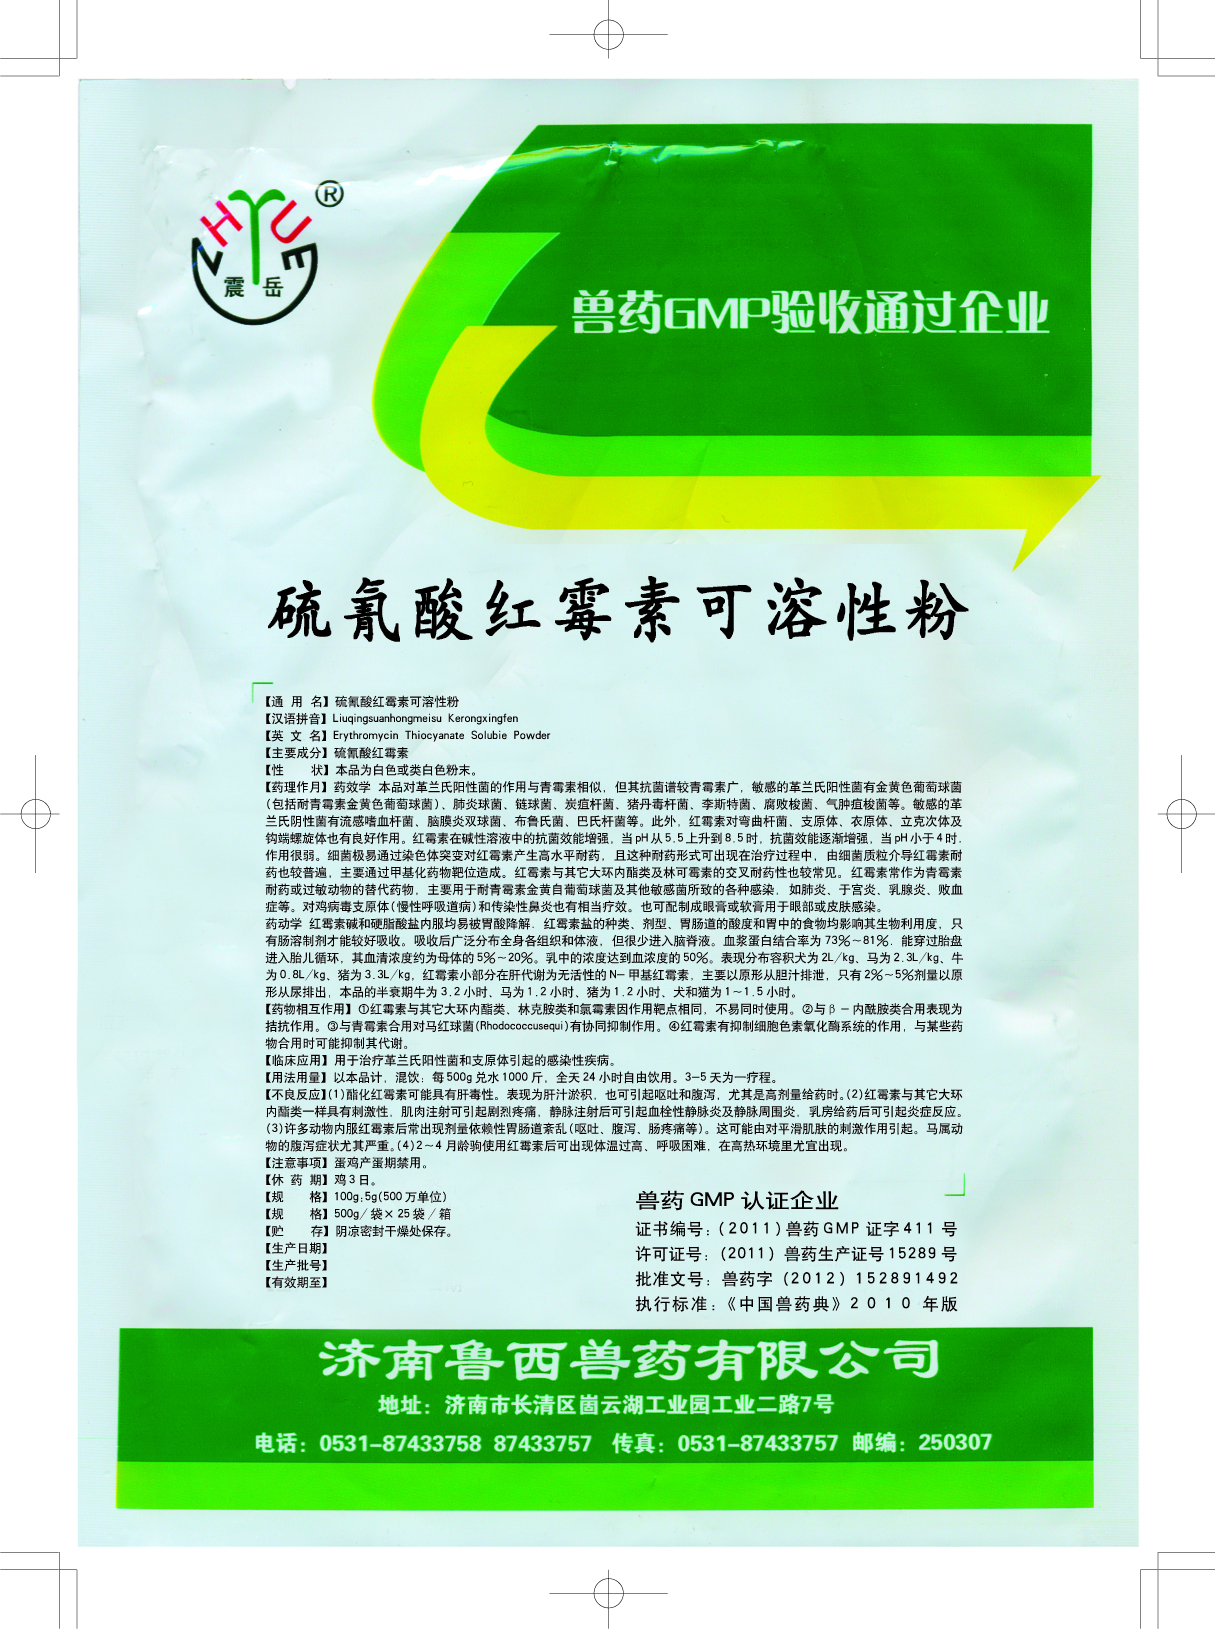 ZHYUE
®
震岳
兽药GMP验收通过企业
硫氰酸红霉素可溶性粉
【通 用 名】硫氰酸红霉素可溶性粉
【汉语拼音】Liuqingsuanhongmeisu Kerongxingfen
【英 文 名】Erythromycin Thiocyanate Solubie Powder
【主要成分】硫氰酸红霉素
【性 状】本品为白色或类白色粉末。
【药理作月】药效学 本品对革兰氏阳性菌的作用与青霉素相似，但其抗菌谱较青霉素广，敏感的革兰氏阳性菌有金黄色葡萄球菌
(包括耐青霉素金黄色葡萄球菌)、肺炎球菌、链球菌、炭疽杆菌、猪丹毒杆菌、李斯特菌、腐败梭菌、气肿疽梭菌等。敏感的革
兰氏阴性菌有流感嗜血杆菌、脑膜炎双球菌、布鲁氏菌、巴氏杆菌等。此外，红霉素对弯曲杆菌、支原体、衣原体、立克次体及
钩端螺旋体也有良好作用。红霉素在碱性溶液中的抗菌效能增强，当pH从5.5上升到8.5时，抗菌效能逐渐增强，当pH小于4时，
作用很弱。细菌极易通过染色体突变对红霉素产生高水平耐药，且这种耐药形式可出现在治疗过程中，由细菌质粒介导红霉素耐
药也较普遍，主要通过甲基化药物靶位造成。红霉素与其它大环内酯类及林可霉素的交叉耐药性也较常见。红霉素常作为青霉素
耐药或过敏动物的替代药物，主要用于耐青霉素金黄自葡萄球菌及其他敏感菌所致的各种感染，如肺炎、于宫炎、乳腺炎、败血
症等。对鸡病毒支原体(慢性呼吸道病)和传染性鼻炎也有相当疗效。也可配制成眼膏或软膏用于眼部或皮肤感染。
药动学 红霉素碱和硬脂酸盐内服均易被胃酸降解．红霉素盐的种类、剂型、胃肠道的酸度和胃中的食物均影响其生物利用度，只
有肠溶制剂才能较好吸收。吸收后广泛分布全身各组织和体液，但很少进入脑脊液。血浆蛋白结合率为73%~81%．能穿过胎盘
进入胎儿循环，其血清浓度约为母体的5%~20%。乳中的浓度达到血浓度的50%。表现分布容积犬为2L/kg、马为2.3L/kg、牛
为0.8L/kg、猪为3.3L/kg，红霉素小部分在肝代谢为无活性的N-甲基红霉素，主要以原形从胆汁排泄，只有2%~5%剂量以原
形从尿排出，本品的半衰期牛为3.2小时、马为1.2小时、猪为1.2小时、犬和猫为1~1.5小时。
【药物相互作用】①红霉素与其它大环内酯类、林克胺类和氯霉素因作用靶点相同，不易同时使用。②与β－内酰胺类合用表现为
拮抗作用。③与青霉素合用对马红球菌(Rhodococcusequi)有协同抑制作用。④红霉素有抑制细胞色素氧化酶系统的作用，与某些药
物合用时可能抑制其代谢。
【临床应用】用于治疗革兰氏阳性菌和支原体引起的感染性疾病。
【用法用量】以本品计，混饮：每500g兑水1000斤，全天24小时自由饮用。3-5天为一疗程。
【不良反应】(1)酯化红霉素可能具有肝毒性。表现为肝汁淤积，也可引起呕吐和腹泻，尤其是高剂量给药时。(2)红霉素与其它大环
内酯类一样具有刺激性，肌肉注射可引起剧烈疼痛，静脉注射后可引起血栓性静脉炎及静脉周围炎，乳房给药后可引起炎症反应。
(3)许多动物内服红霉素后常出现剂量依赖性胃肠道紊乱(呕吐、腹泻、肠疼痛等)。这可能由对平滑肌肤的刺激作用引起。马属动
物的腹泻症状尤其严重。(4)2~4月龄驹使用红霉素后可出现体温过高、呼吸困难，在高热环境里尤宜出现。
【注意事项】蛋鸡产蛋期禁用。
【休 药 期】鸡3日。
【规 格】100g:5g(500万单位)
【规 格】500g/袋×25袋/箱
【贮 存】阴凉密封干燥处保存。
【生产日期】
【生产批号】
【有效期至】
兽药GMP认证企业
证书编号：(2011)兽药GMP证字411号
许可证号：(2011)兽药生产证号15289号
批准文号：兽药字(2012)152891492
执行标准：《中国兽药典》2010年版
济南鲁西兽药有限公司
地址：济南市长清区崮云湖工业园工业二路7号
电话：0531-87433758 87433757 传真：0531-87433757 邮编：250307